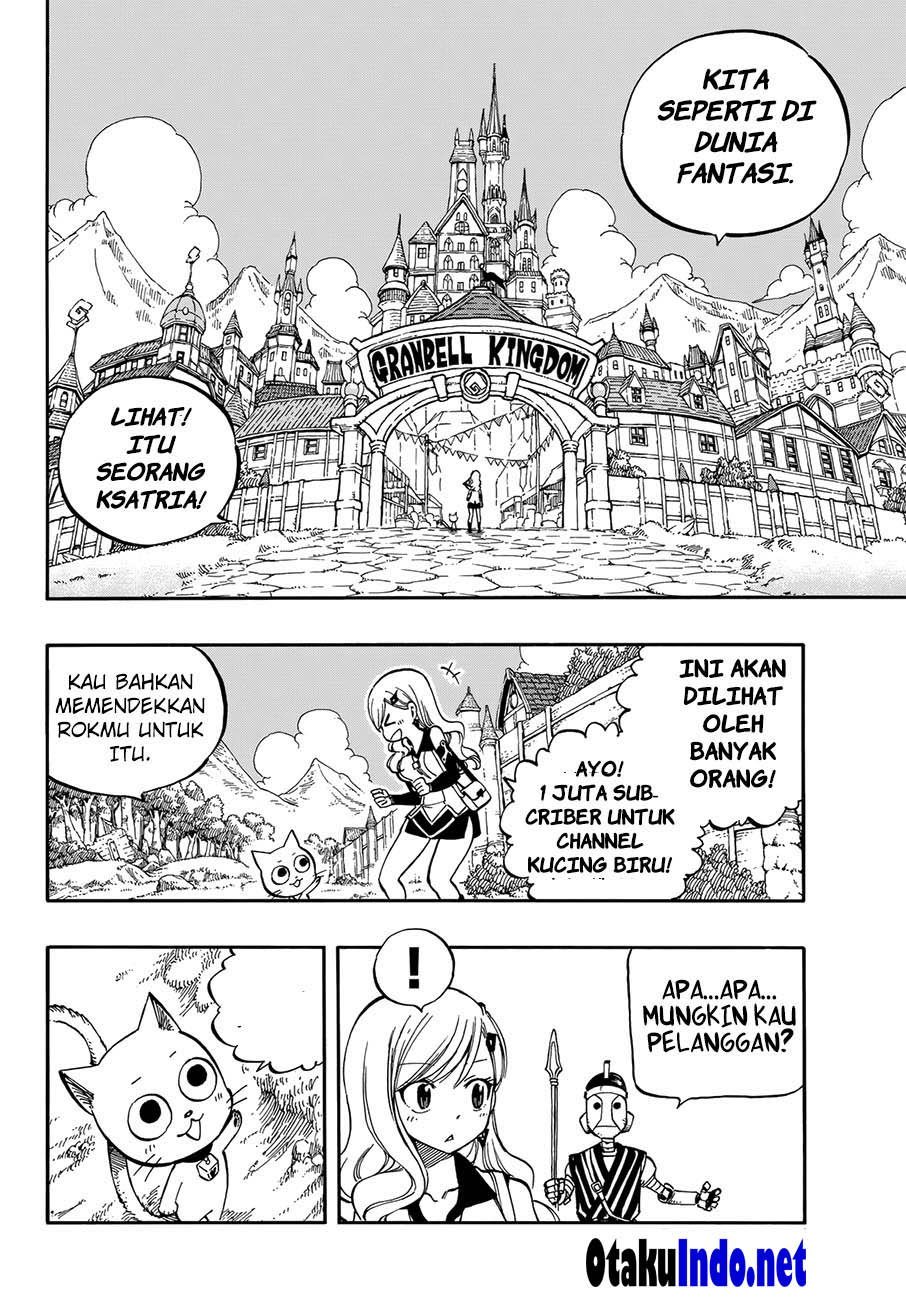 KITA
SEPERTI DI
DUNIA
FANTASI.
GRANBELL KINGDOM
LIHAT!
ITU
SEORANG
KSATRIA!
INI AKAN
DILIHAT
OLEH
BANYAK
ORANG!
AYO!
1 JUTA SUB-
CRIBER UNTUK
CHANNEL
KUCING BIRU!
KAU BAHKAN
MEMENDEKKAN
ROKMU UNTUK
ITU.
APA...APA...
MUNGKIN KAU
PELANGGAN?
!
OtakuIndo.net